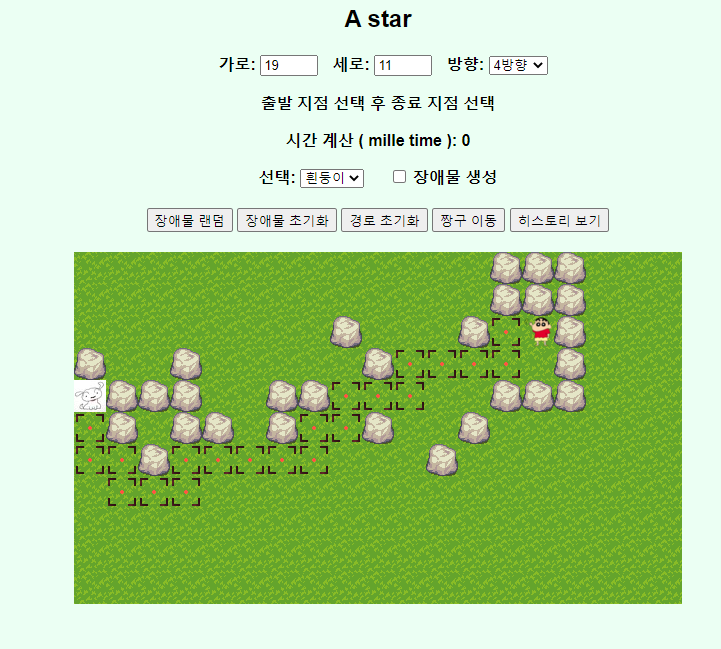 A star
가로: 19 세로: 11 방향: 4방향
출발 지점 선택 후 종료 지점 선택
시간 계산 ( mille time ): 0
선택: 흰둥이 장애물 생성
장애물 랜덤 장애물 초기화 경로 초기화 짱구 이동 히스토리 보기